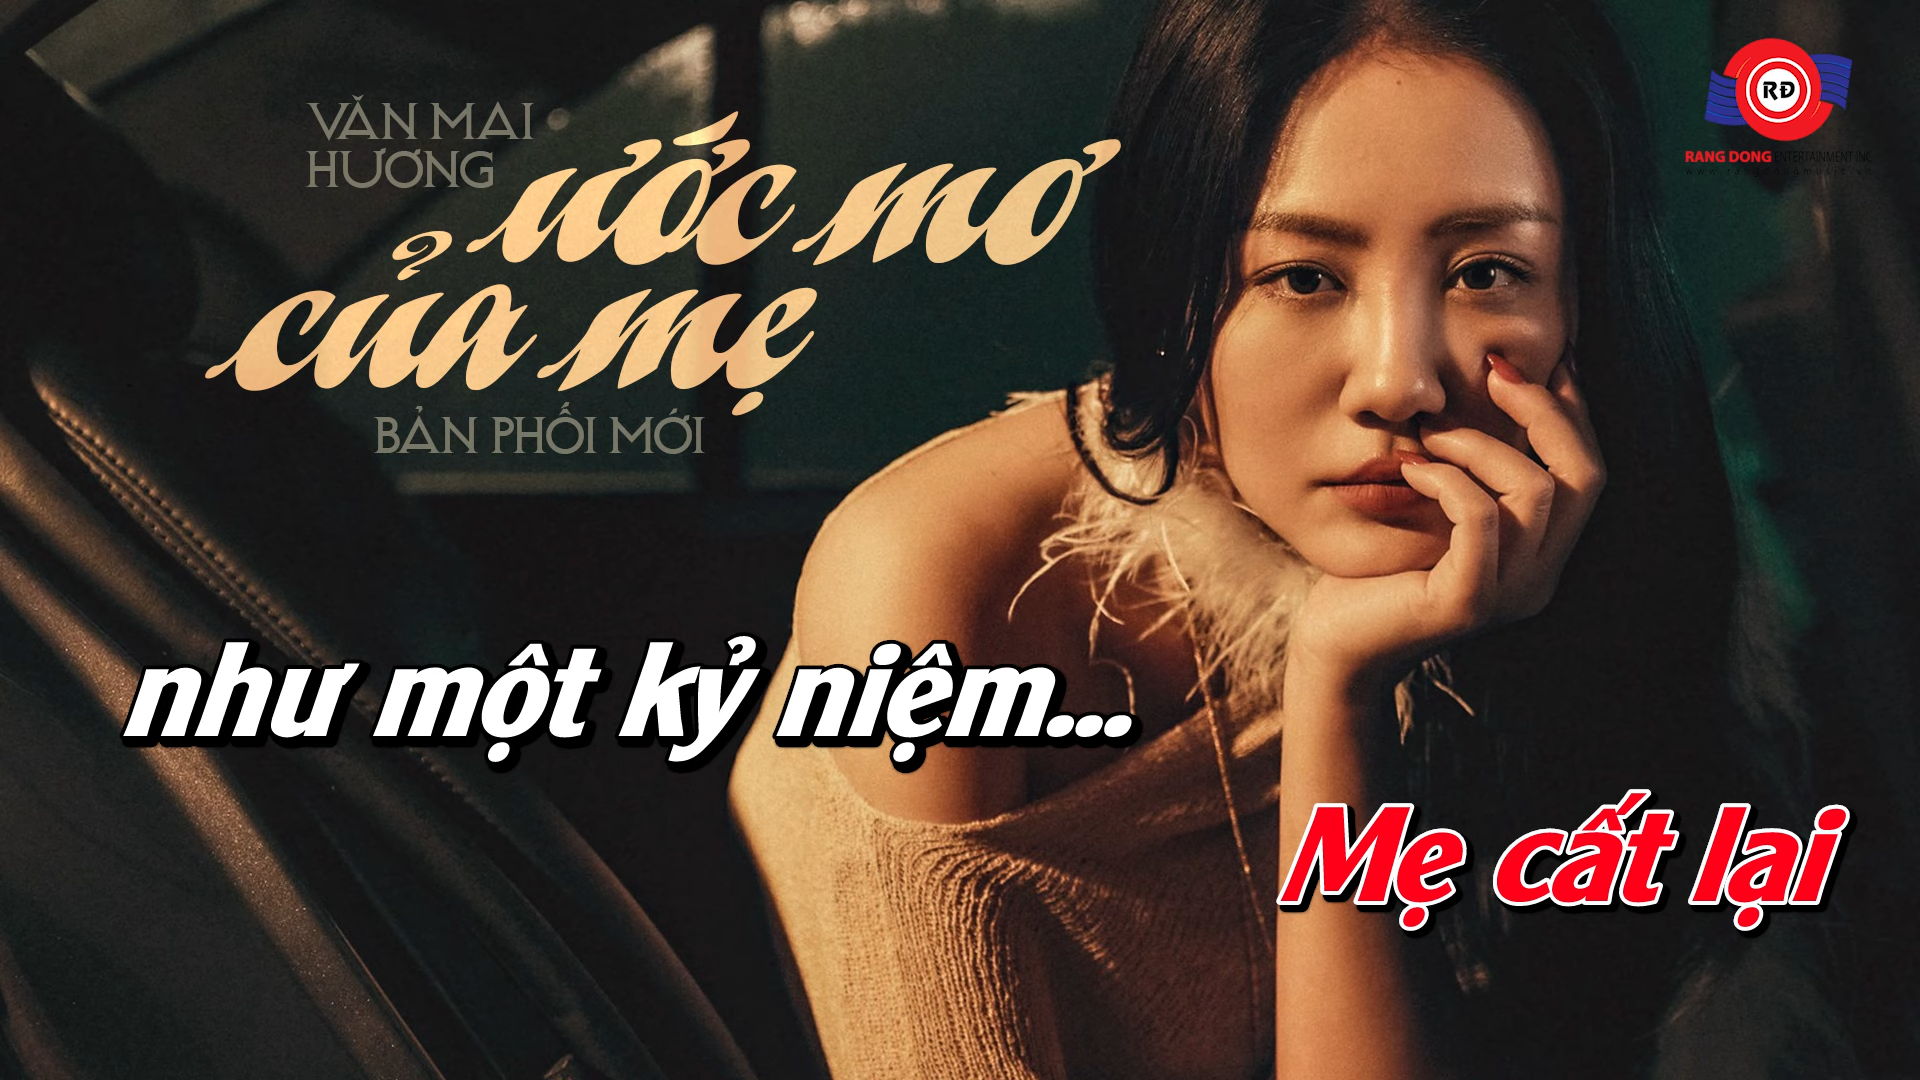 VĂN MAI
HƯƠNG
ước mơ
của mẹ
BẢN PHỐI MỚI
RĐ
RANG DONG ENTERTAINMENT INC
như một kỷ niệm...
Mẹ cất lại